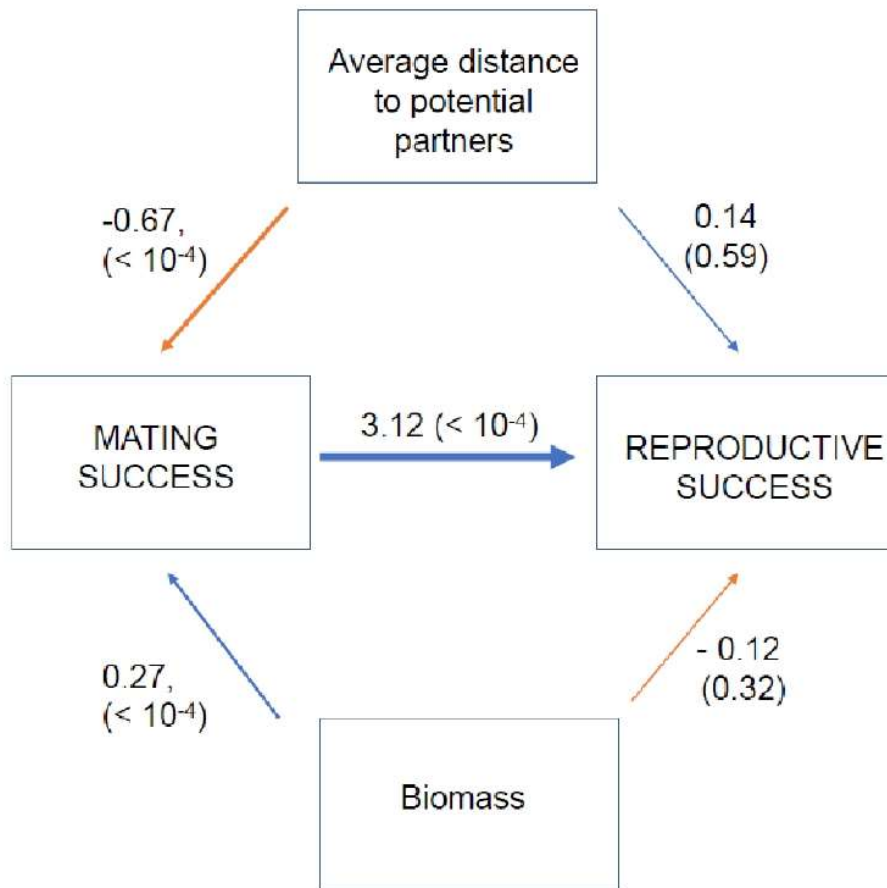 Average distance
to potential
partners
-0.67,
(< 10⁻⁴)
0.14
(0.59)
MATING
SUCCESS
3.12 (< 10⁻⁴)
REPRODUCTIVE
SUCCESS
0.27,
(< 10⁻⁴)
- 0.12
(0.32)
Biomass